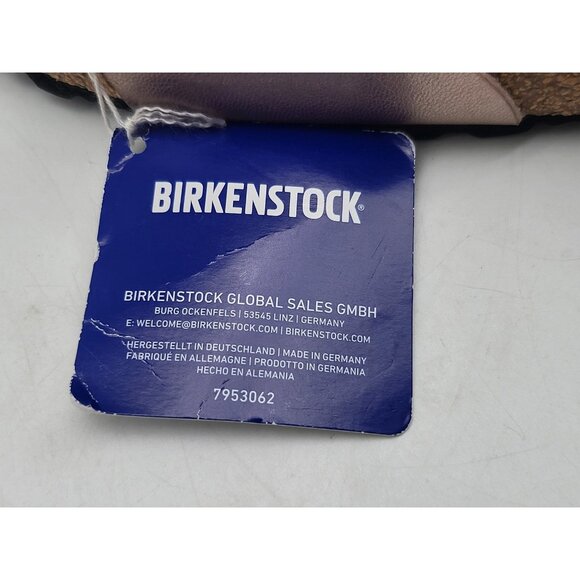 BIRKENSTOCK®
BIRKENSTOCK GLOBAL SALES GMBH
BURG OCKENFELS | 53545 LINZ | GERMANY
E: WELCOME@BIRKENSTOCK.COM | BIRKENSTOCK.COM
HERGESTELLT IN DEUTSCHLAND | MADE IN GERMANY
FABRIQUÉ EN ALLEMAGNE | PRODOTTO IN GERMANIA
HECHO EN ALEMANIA
7953062